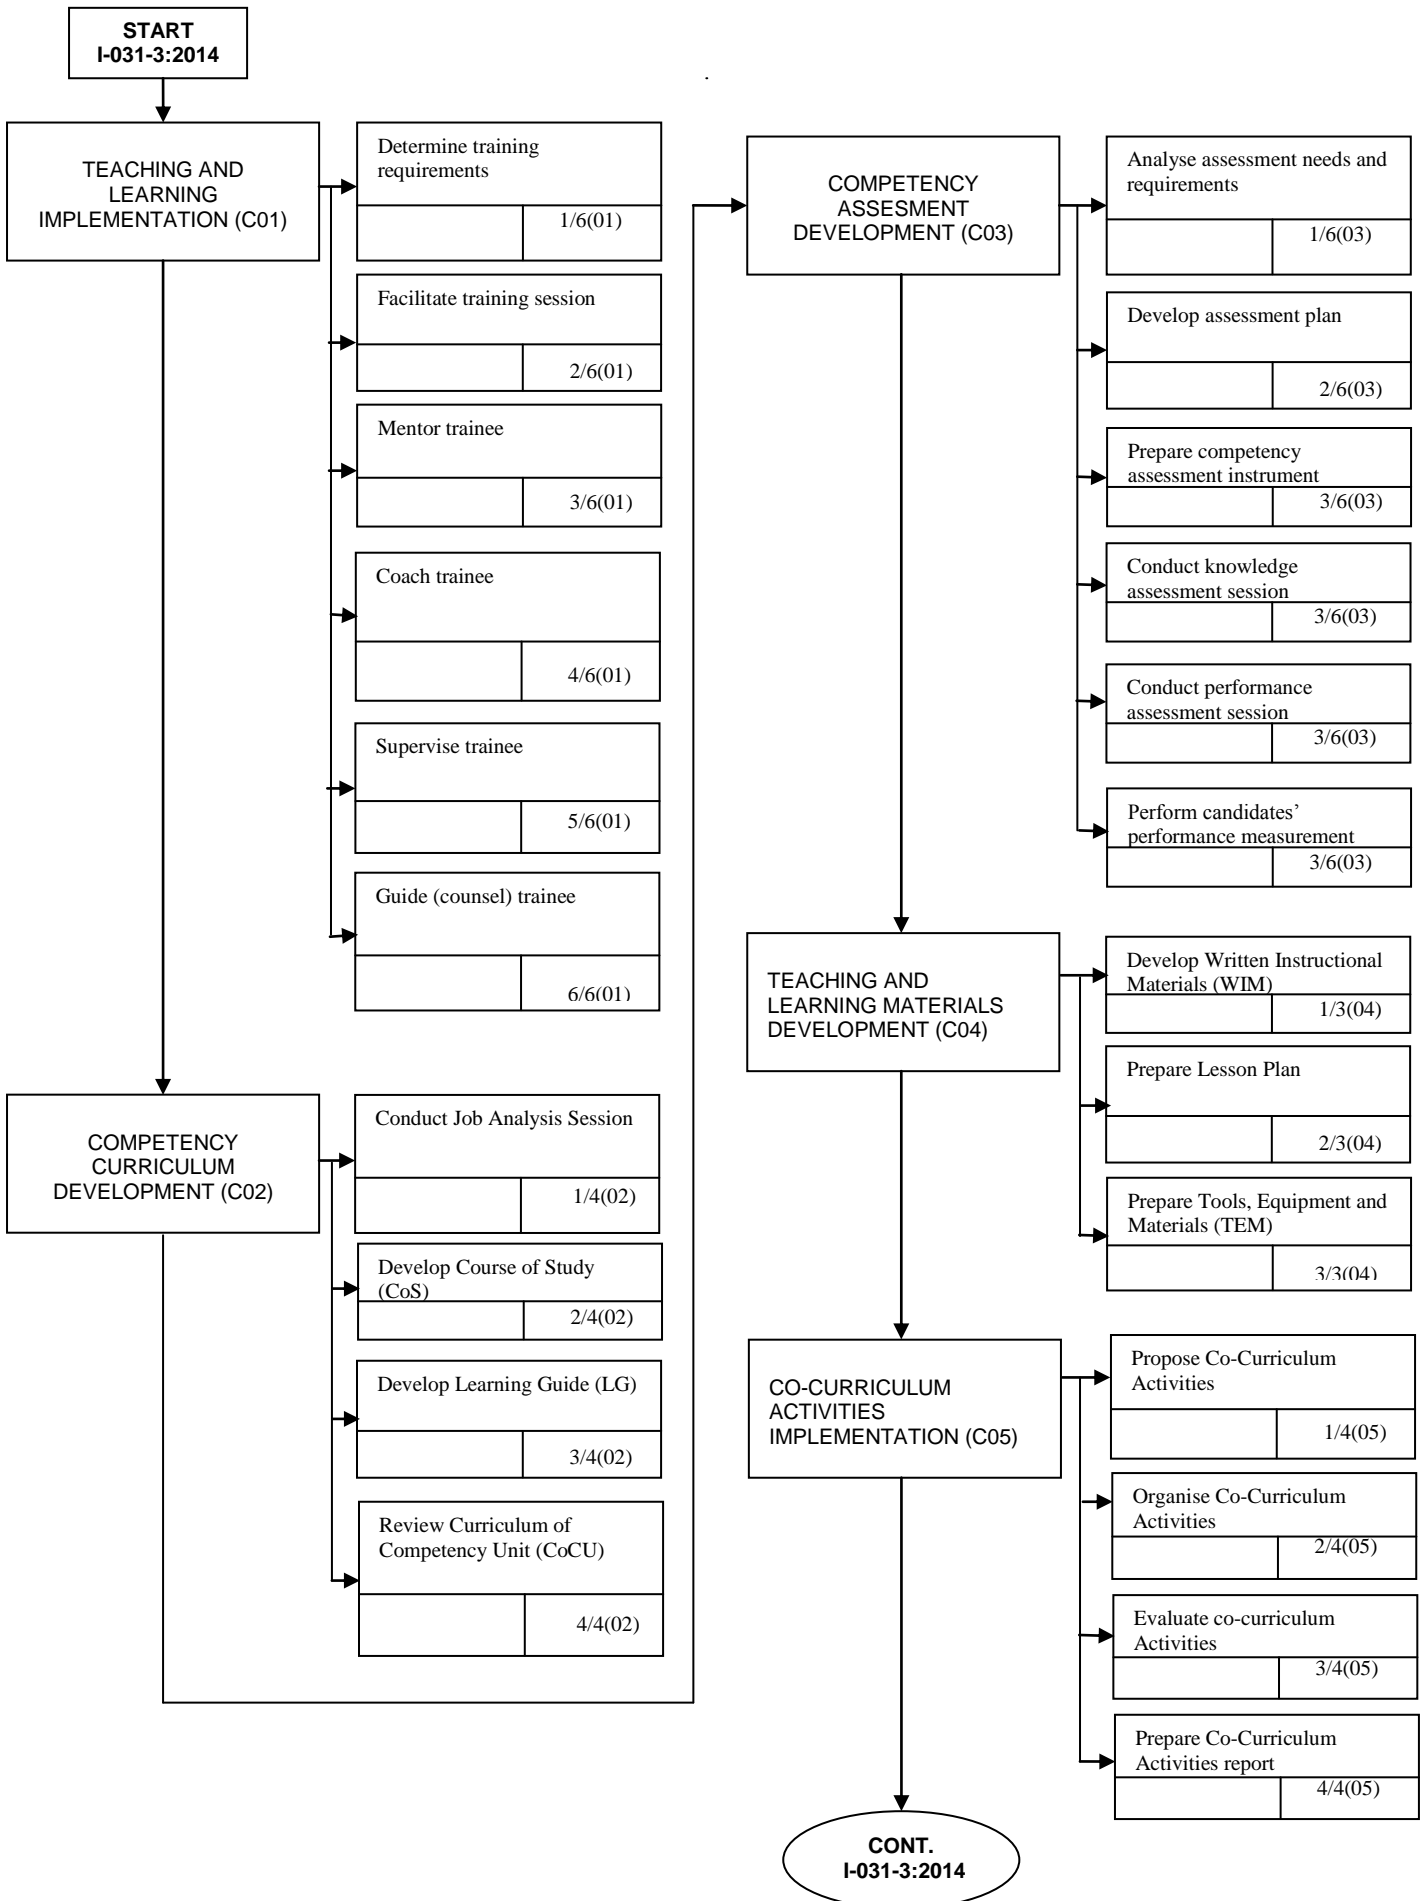 START
I-031-3:2014
.
TEACHING AND
LEARNING
IMPLEMENTATION (C01)
Determine training
requirements
1/6(01)
Facilitate training session
2/6(01)
Mentor trainee
3/6(01)
Coach trainee
4/6(01)
Supervise trainee
5/6(01)
Guide (counsel) trainee
6/6(01)
COMPETENCY
CURRICULUM
DEVELOPMENT (C02)
Conduct Job Analysis Session
1/4(02)
Develop Course of Study
(CoS)
2/4(02)
Develop Learning Guide (LG)
3/4(02)
Review Curriculum of
Competency Unit (CoCU)
4/4(02)
COMPETENCY
ASSESMENT
DEVELOPMENT (C03)
Analyse assessment needs and
requirements
1/6(03)
Develop assessment plan
2/6(03)
Prepare competency
assessment instrument
3/6(03)
Conduct knowledge
assessment session
3/6(03)
Conduct performance
assessment session
3/6(03)
Perform candidates’
performance measurement
3/6(03)
TEACHING AND
LEARNING MATERIALS
DEVELOPMENT (C04)
Develop Written Instructional
Materials (WIM)
1/3(04)
Prepare Lesson Plan
2/3(04)
Prepare Tools, Equipment and
Materials (TEM)
3/3(04)
CO-CURRICULUM
ACTIVITIES
IMPLEMENTATION (C05)
Propose Co-Curriculum
Activities
1/4(05)
Organise Co-Curriculum
Activities
2/4(05)
Evaluate co-curriculum
Activities
3/4(05)
Prepare Co-Curriculum
Activities report
4/4(05)
CONT.
I-031-3:2014